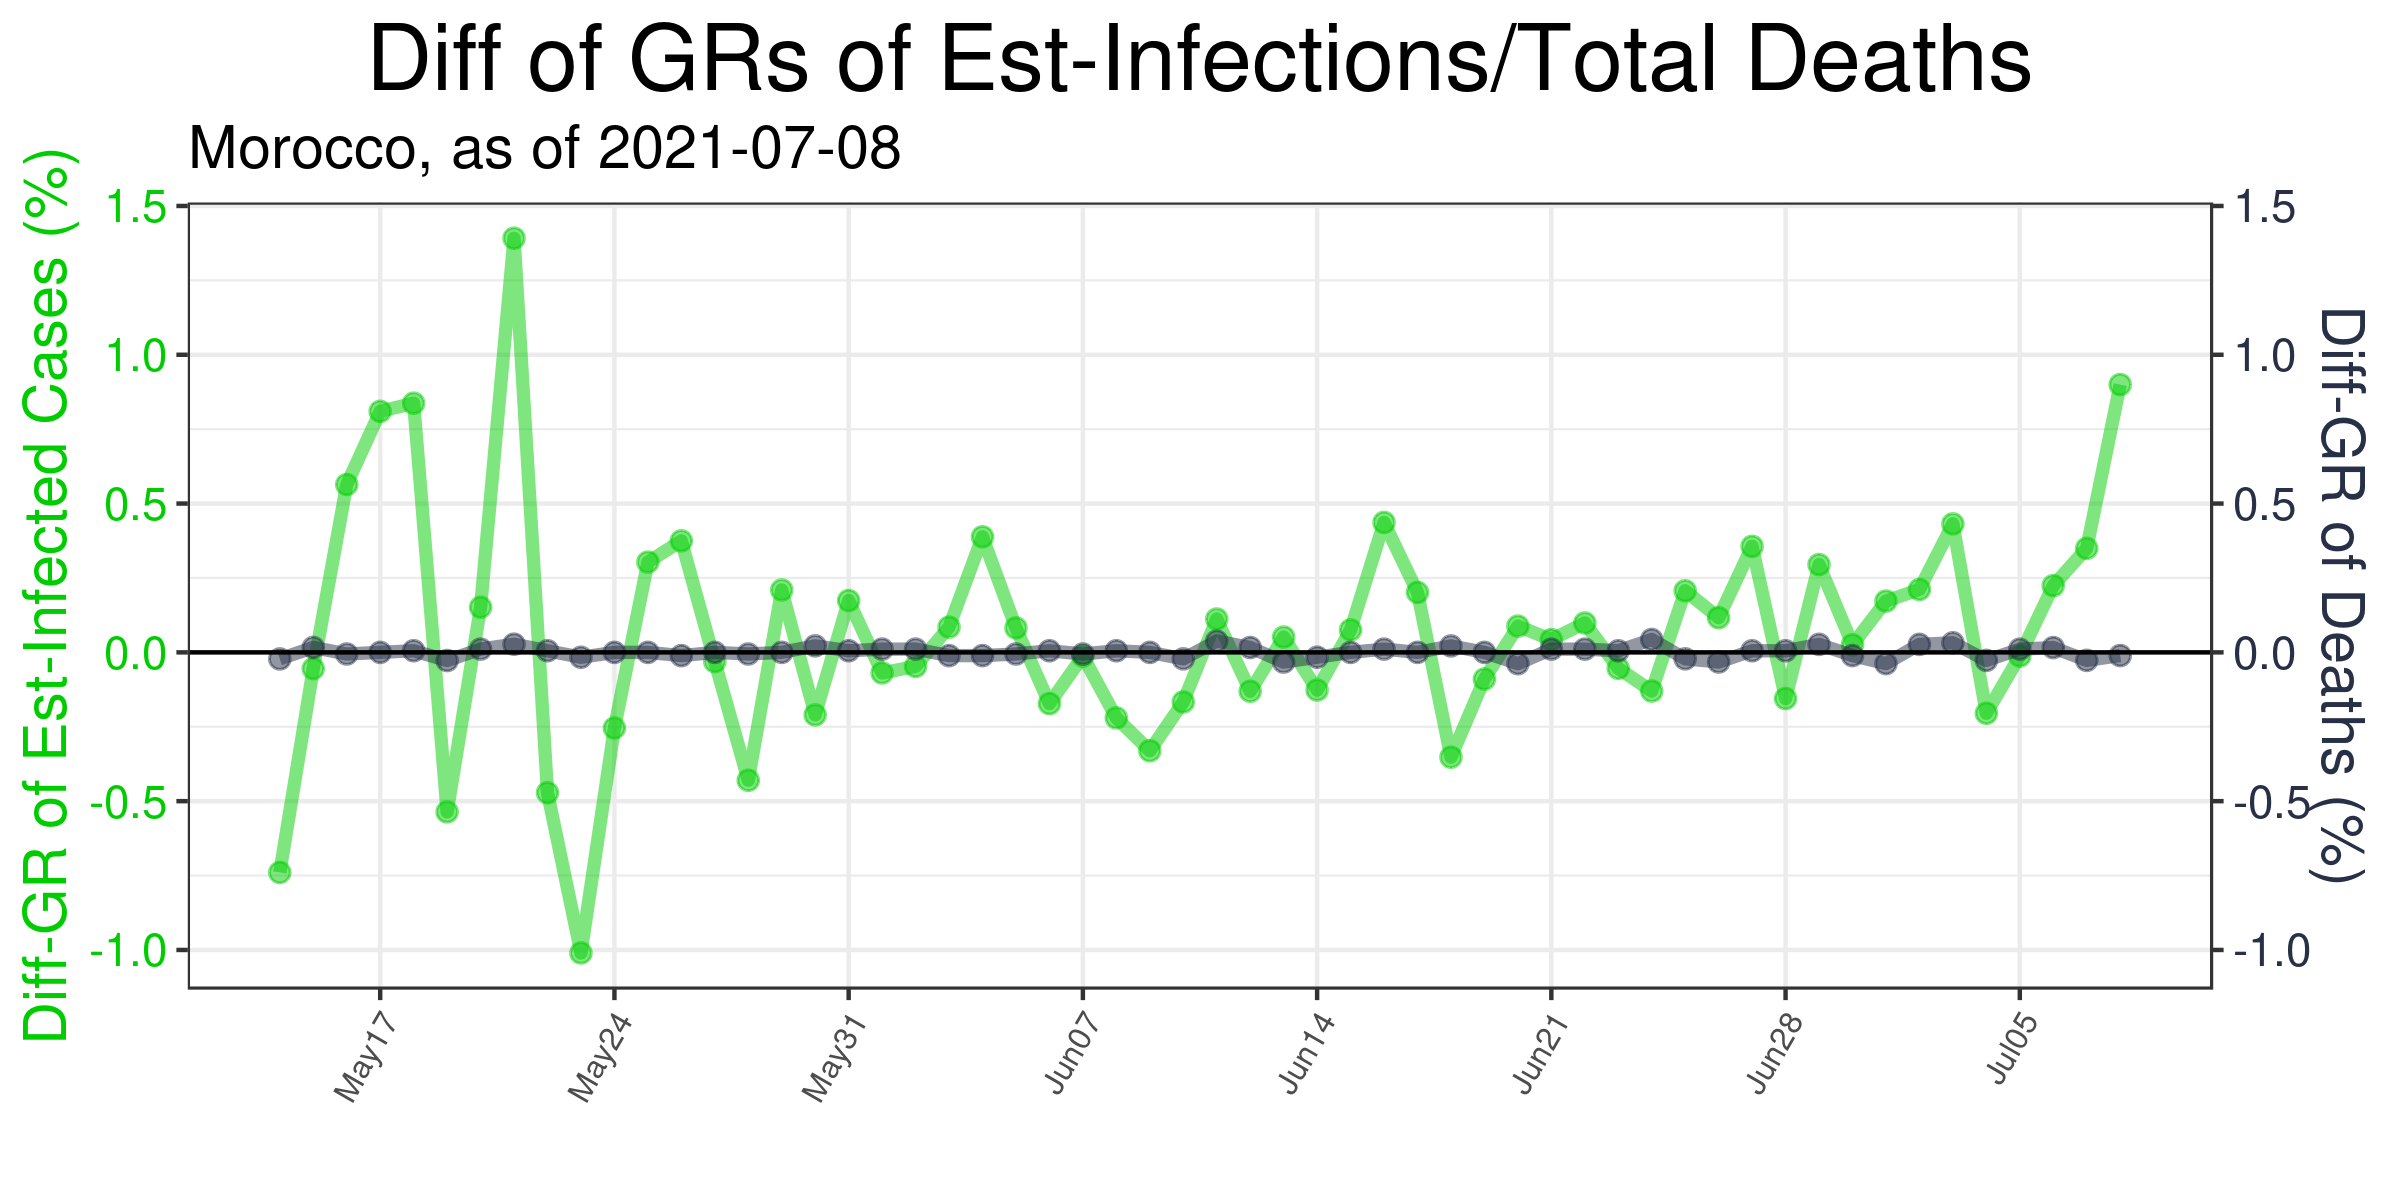 Diff of GRs of Est-Infections/Total Deaths
Morocco, as of 2021-07-08
Diff-GR of Est-Infected Cases (%)
1.5
1.0
0.5
0.0
-0.5
-1.0
1.5
1.0
0.5
0.0
-0.5
-1.0
Diff-GR of Deaths (%)
May17
May24
May31
Jun07
Jun14
Jun21
Jun28
Jul05